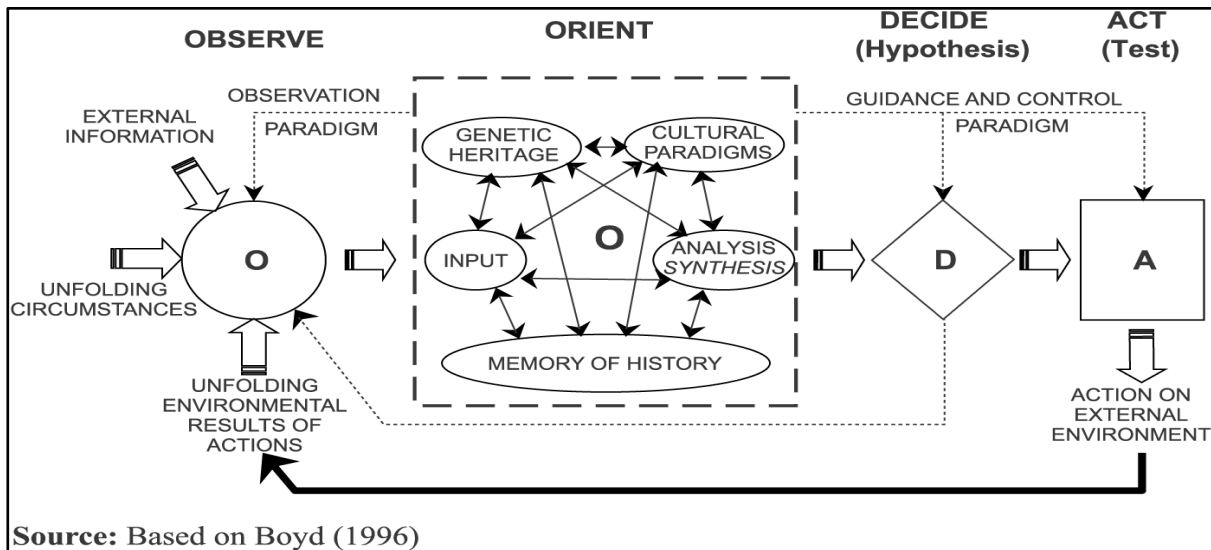 OBSERVE
ORIENT
DECIDE
(Hypothesis)
ACT
(Test)
EXTERNAL
INFORMATION
OBSERVATION
PARADIGM
GUIDANCE AND CONTROL
PARADIGM
GENETIC
HERITAGE
CULTURAL
PARADIGMS
O
UNFOLDING
CIRCUMSTANCES
INPUT
O
ANALYSIS
SYNTHESIS
D
A
MEMORY OF HISTORY
UNFOLDING
ENVIRONMENTAL
RESULTS OF
ACTIONS
ACTION ON
EXTERNAL
ENVIRONMENT
Source: Based on Boyd (1996)